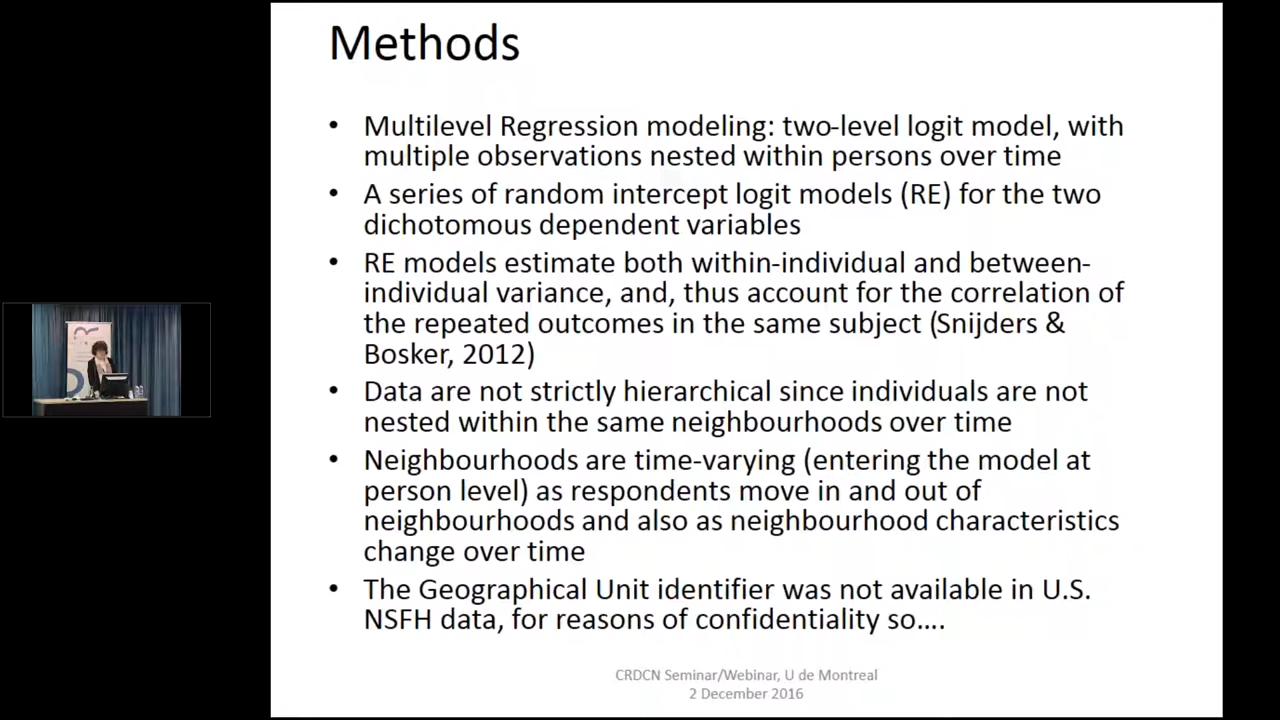 Methods
• Multilevel Regression modeling: two-level logit model, with
multiple observations nested within persons over time
• A series of random intercept logit models (RE) for the two
dichotomous dependent variables
• RE models estimate both within-individual and between-
individual variance, and, thus account for the correlation of
the repeated outcomes in the same subject (Snijders &
Bosker, 2012)
• Data are not strictly hierarchical since individuals are not
nested within the same neighbourhoods over time
• Neighbourhoods are time-varying (entering the model at
person level) as respondents move in and out of
neighbourhoods and also as neighbourhood characteristics
change over time
• The Geographical Unit identifier was not available in U.S.
NSFH data, for reasons of confidentiality so....
CRDCN Seminar/Webinar, U de Montreal
2 December 2016